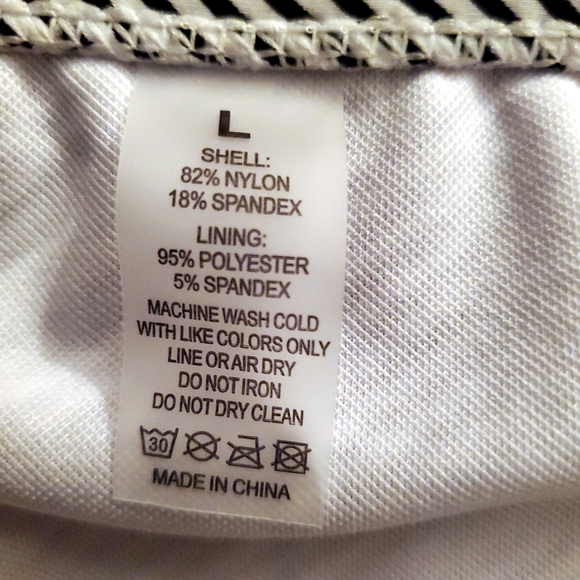 L
SHELL:
82% NYLON
18% SPANDEX
LINING:
95% POLYESTER
5% SPANDEX
MACHINE WASH COLD
WITH LIKE COLORS ONLY
LINE OR AIR DRY
DO NOT IRON
DO NOT DRY CLEAN
30
MADE IN CHINA